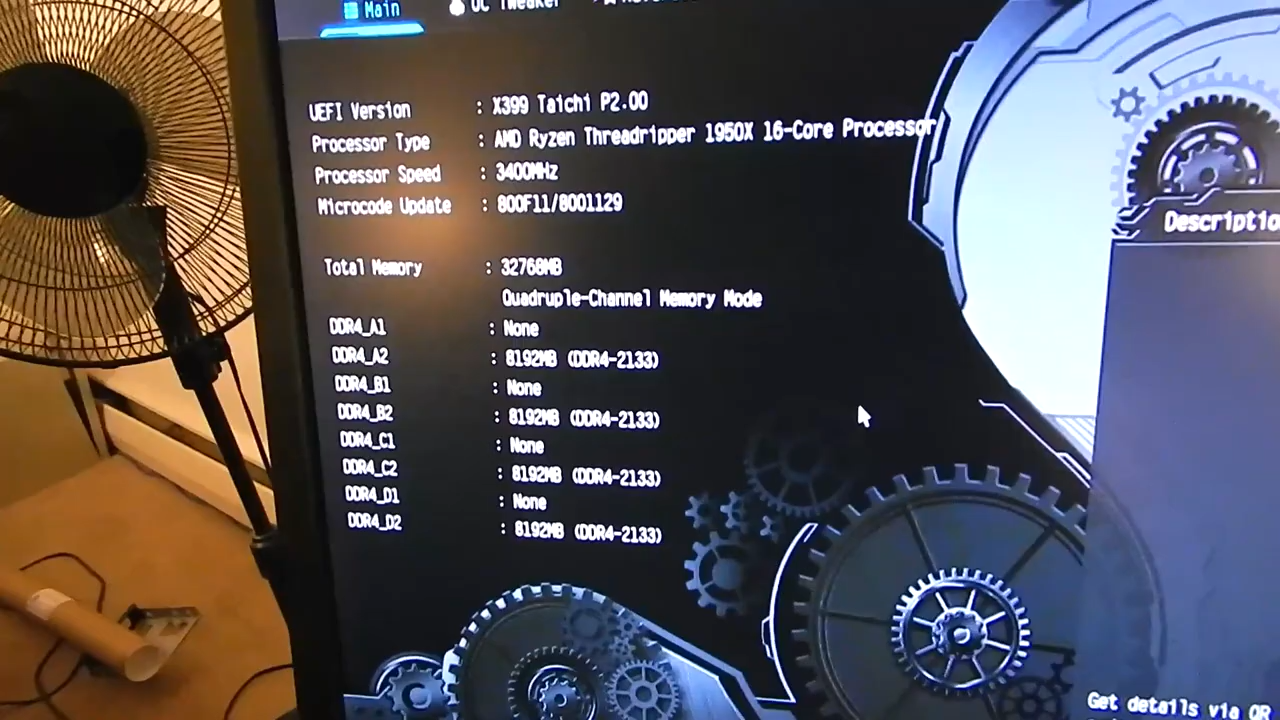 Main
OC Tweaker
UEFI Version : X399 Taichi P2.00
Processor Type : AMD Ryzen Threadripper 1950X 16-Core Processor
Processor Speed : 3400MHz
Microcode Update : 800F11/8001129
Total Memory : 32768MB
Quadruple-Channel Memory Mode
DDR4_A1 : None
DDR4_A2 : 8192MB (DDR4-2133)
DDR4_B1 : None
DDR4_B2 : 8192MB (DDR4-2133)
DDR4_C1 : None
DDR4_C2 : 8192MB (DDR4-2133)
DDR4_D1 : None
DDR4_D2 : 8192MB (DDR4-2133)
Descriptio
Get details via QR